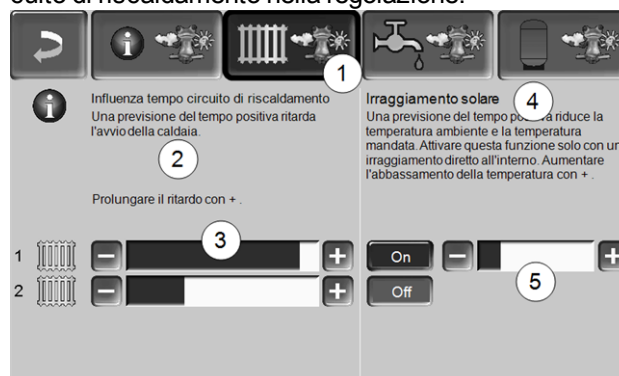 cuito di riscaldamento nella regolazione.
1
Influenza tempo circuito di riscaldamento
Una previsione del tempo positiva ritarda
l'avvio della caldaia.
2
Prolungare il ritardo con + .
Irraggiamento solare
4
Una previsione del tempo positiva riduce la
temperatura ambiente e la temperatura
mandata. Attivare questa funzione solo con un
irraggiamento diretto all'interno. Aumentare
l'abbassamento della temperatura con + .
3
1
On
2
Off
5